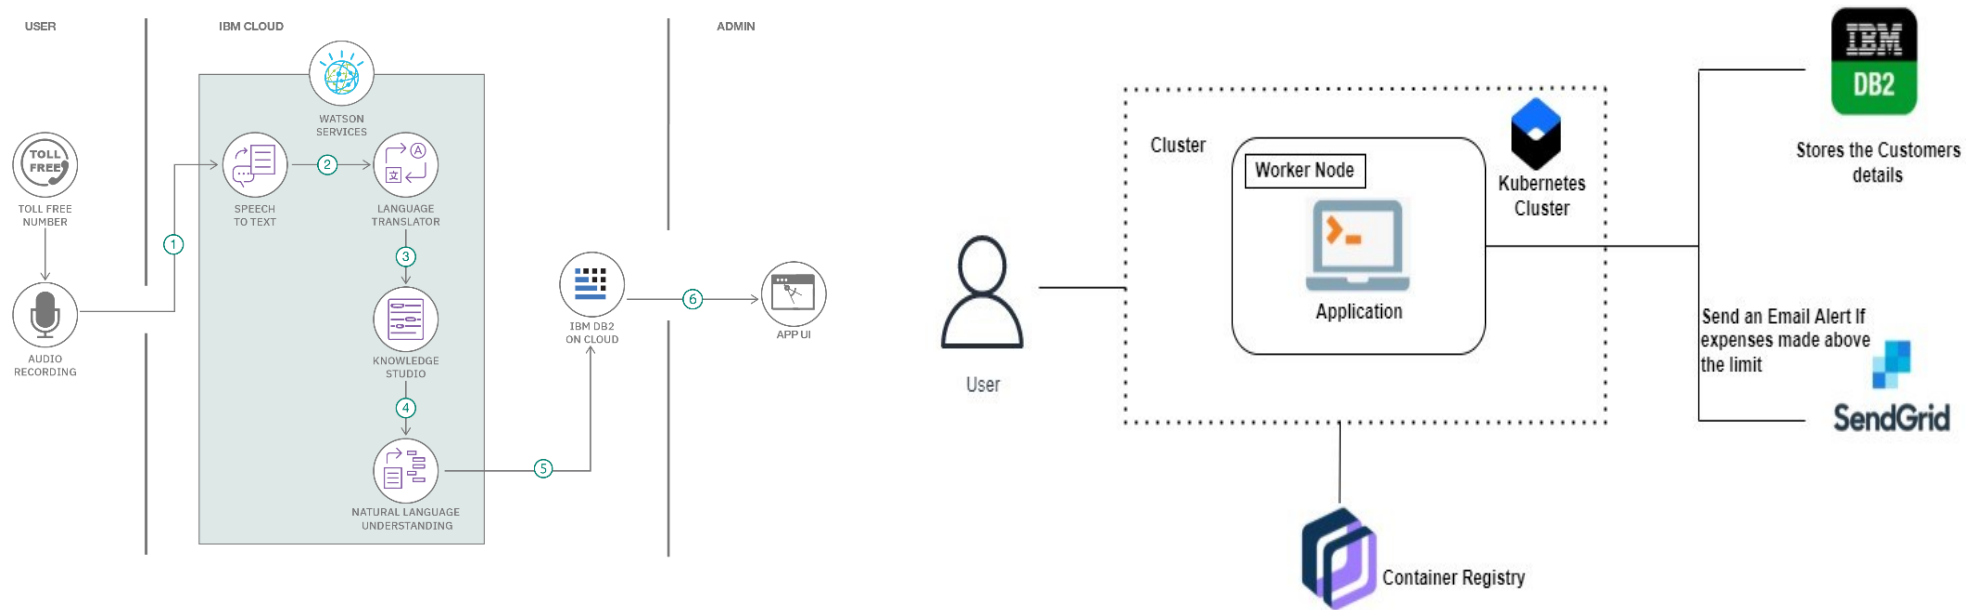 USER
IBM CLOUD
ADMIN
WATSON
SERVICES
TOLL
FREE
TOLL FREE
NUMBER
1
SPEECH
TO TEXT
2
A
文
LANGUAGE
TRANSLATOR
3
AUDIO
RECORDING
KNOWLEDGE
STUDIO
4
NATURAL LANGUAGE
UNDERSTANDING
5
IBM DB2
ON CLOUD
6
APP UI
User
Cluster
Worker Node
Application
Kubernetes
Cluster
Container Registry
IBM
DB2
Stores the Customers
details
Send an Email Alert If
expenses made above
the limit
SendGrid